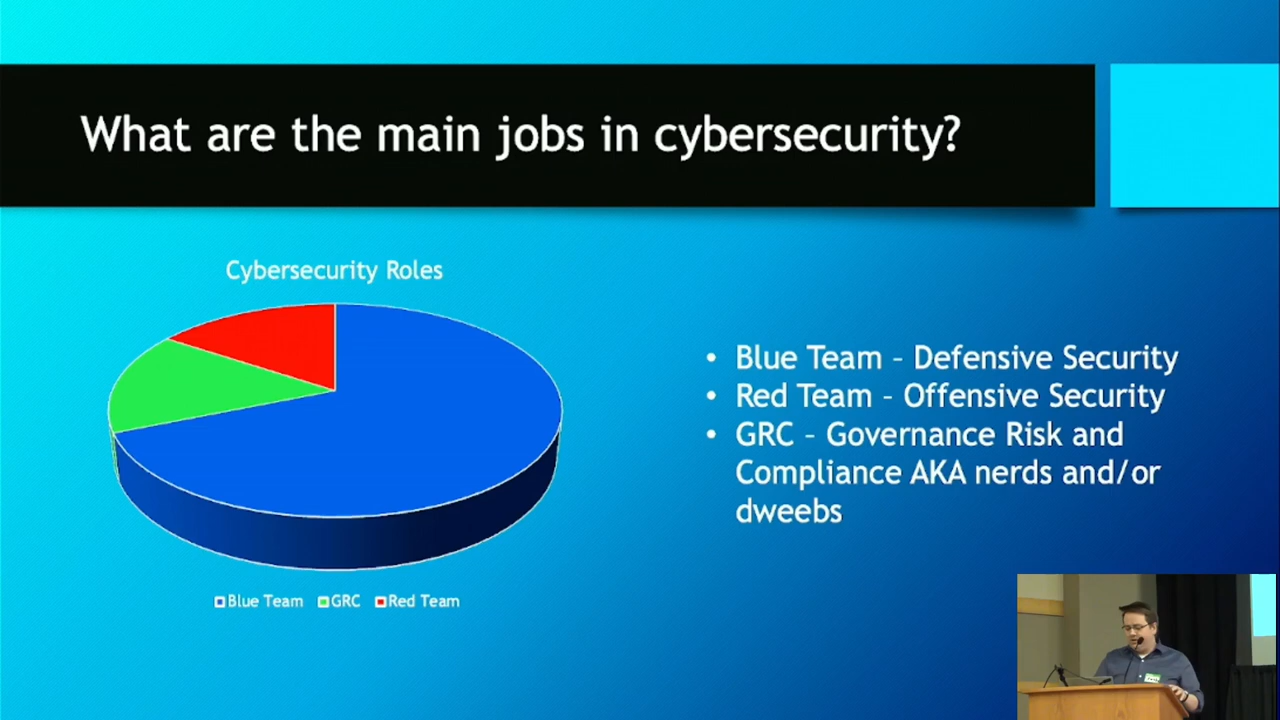 What are the main jobs in cybersecurity?
Cybersecurity Roles
• Blue Team – Defensive Security
• Red Team – Offensive Security
• GRC – Governance Risk and
Compliance AKA nerds and/or
dweebs
Blue Team GRC Red Team